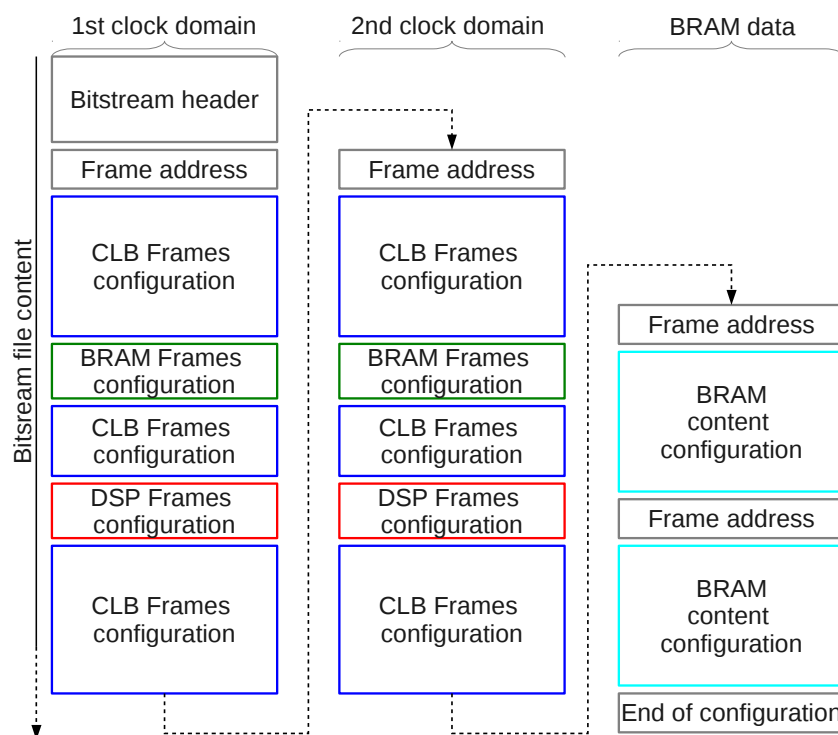 1st clock domain
2nd clock domain
BRAM data
Bitsream file content
Bitstream header
Frame address
CLB Frames
configuration
BRAM Frames
configuration
CLB Frames
configuration
DSP Frames
configuration
CLB Frames
configuration
Frame address
CLB Frames
configuration
BRAM Frames
configuration
CLB Frames
configuration
DSP Frames
configuration
CLB Frames
configuration
Frame address
BRAM
content
configuration
Frame address
BRAM
content
configuration
End of configuration